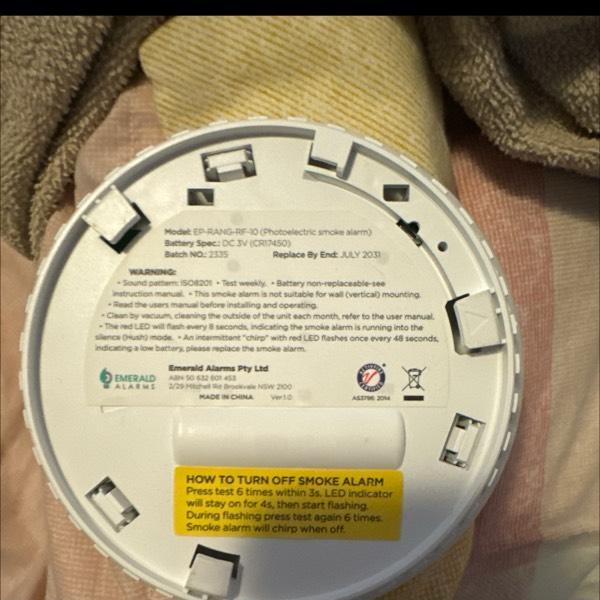 Model: EP-RANG-RF-10 (Photoelectric smoke alarm)
Battery Spec.: DC 3V (CR17450)
Batch NO.: 2335 Replace By End: JULY 2031
WARNING:
• Sound pattern: ISO8201 • Test weekly. • Battery non-replaceable-see
instruction manual. • This smoke alarm is not suitable for wall (vertical) mounting.
• Read the users manual before installing and operating.
• Clean by vacuum, cleaning the outside of the unit each month, refer to the user manual.
• The red LED will flash every 8 seconds, indicating the smoke alarm is running into the
silence (Hush) mode. • An intermittent "chirp" with red LED flashes once every 48 seconds,
indicating a low battery, please replace the smoke alarm.
EMERALD
ALARMS
Emerald Alarms Pty Ltd
ABN 50 632 601 453
2/29 Mitchell Rd Brookvale NSW 2100
MADE IN CHINA Ver:1.0
AS3786: 2014
HOW TO TURN OFF SMOKE ALARM
Press test 6 times within 3s. LED indicator
will stay on for 4s, then start flashing.
During flashing press test again 6 times.
Smoke alarm will chirp when off.